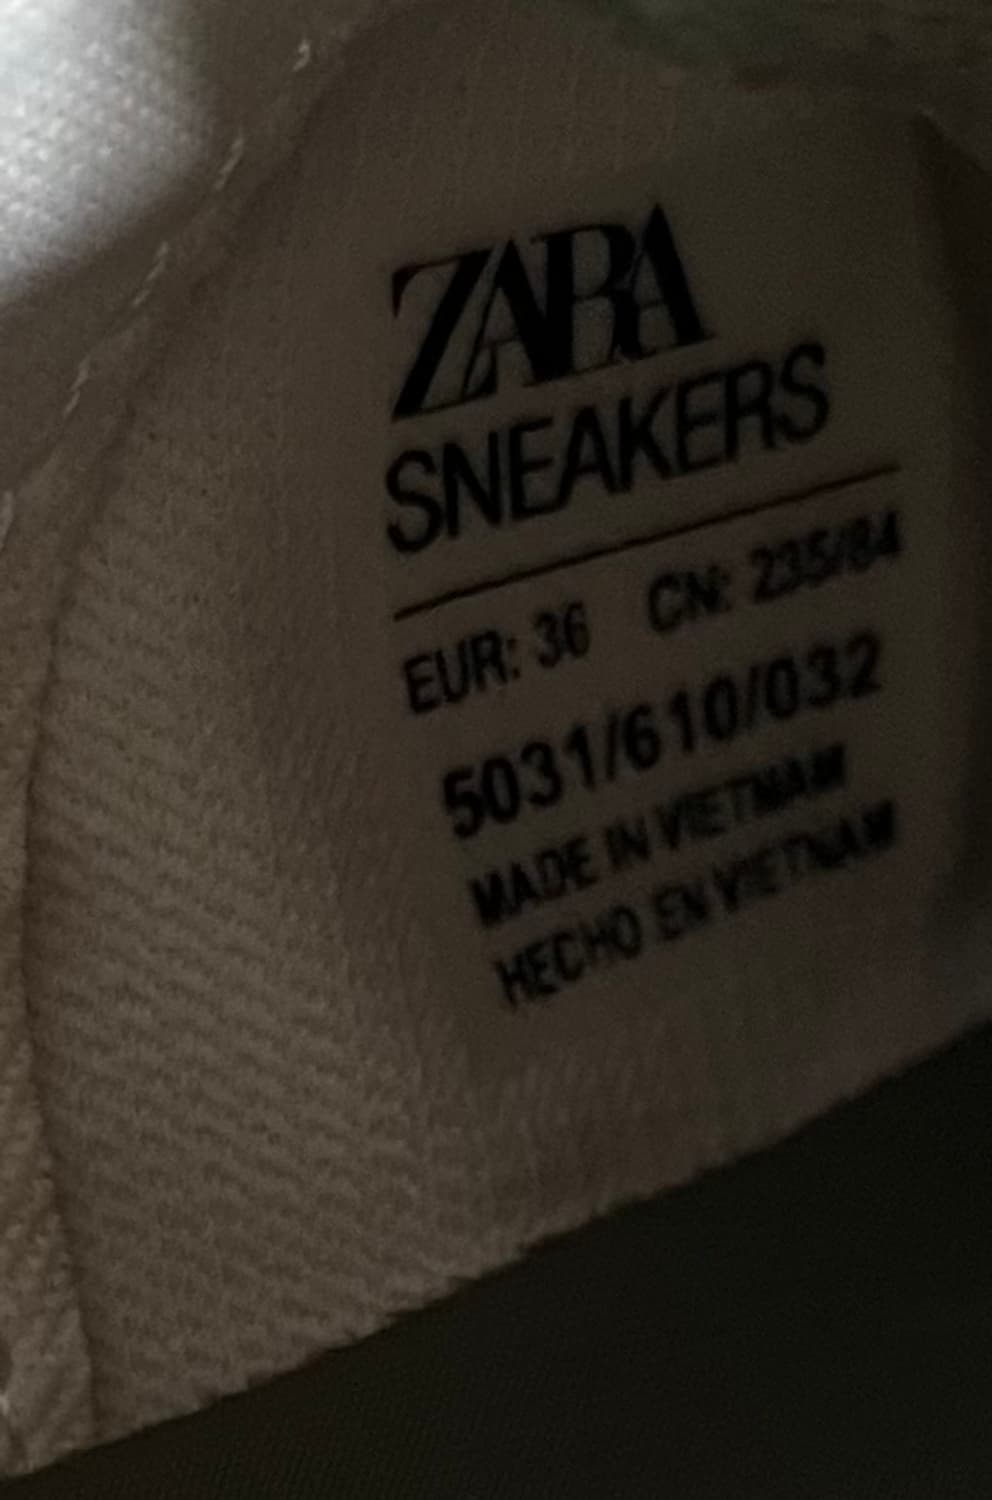 ZARA
SNEAKERS
EUR: 36 CN: 235/84
5031/610/032
MADE IN VIETNAM
HECHO EN VIETNAM